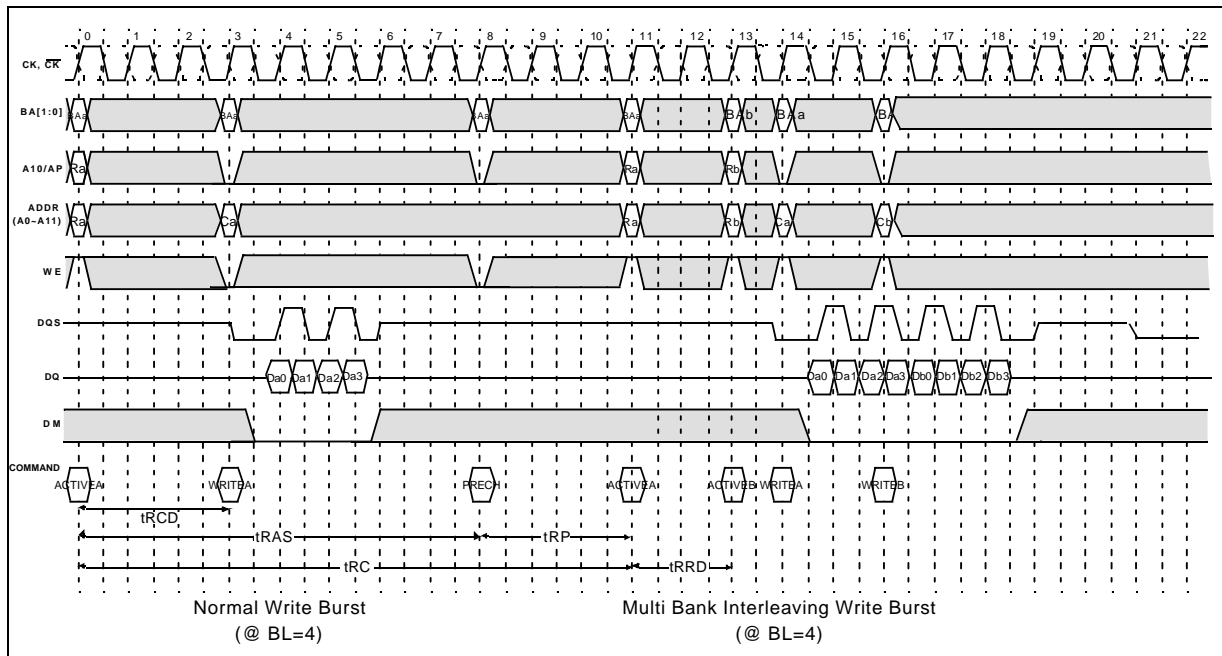 0 1 2 3 4 5 6 7 8 9 10 11 12 13 14 15 16 17 18 19 20 21 22
CK, CK
BA[1:0] BAa BAa BAa BAa BAb BAa BA
A10/AP Ra Ra Rb
ADDR
(A0~A11) Ra Ca Ra Rb Ca Cb
WE
DQS
DQ Da0 Da1 Da2 Da3 Da0 Da1 Da2 Da3 Db0 Db1 Db2 Db3
DM
COMMAND
ACTIVEA WRITEA PRECH ACTIVEA ACTIVEB WRITEA WRITEB
tRCD
tRAS tRP
tRC tRRD
Normal Write Burst Multi Bank Interleaving Write Burst
(@ BL=4) (@ BL=4)